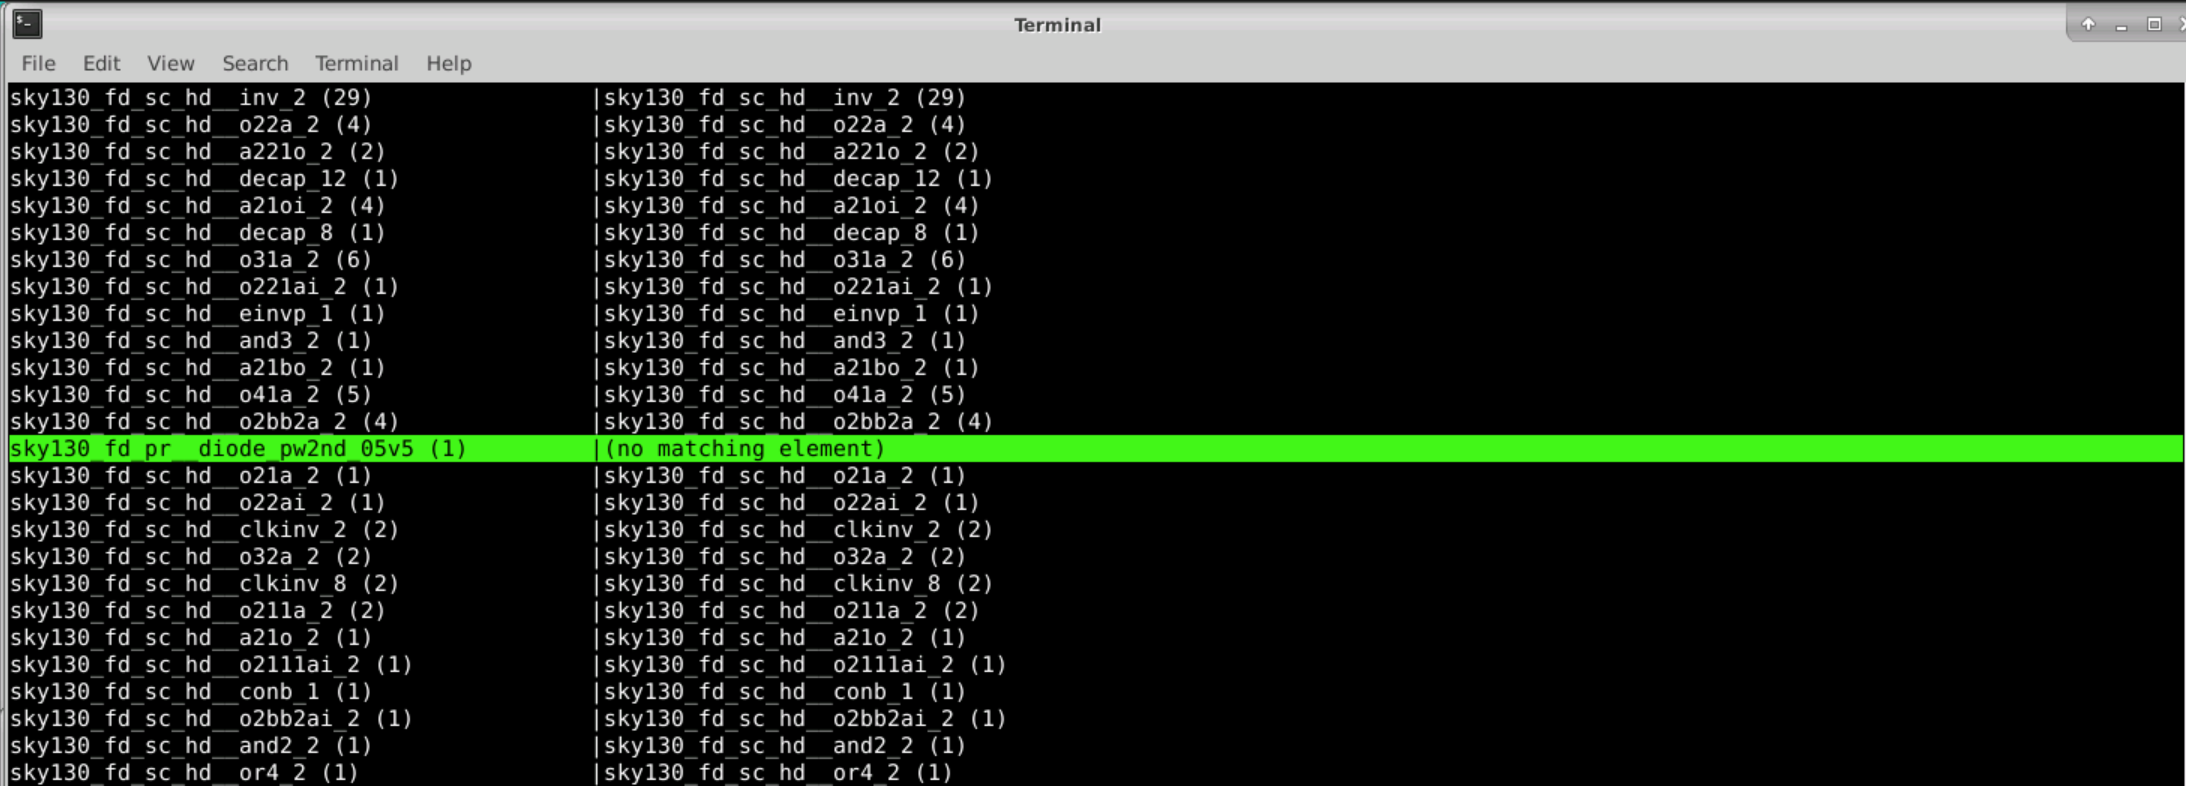 Terminal
File Edit View Search Terminal Help
sky130_fd_sc_hd__inv_2 (29) |sky130_fd_sc_hd__inv_2 (29)
sky130_fd_sc_hd__o22a_2 (4) |sky130_fd_sc_hd__o22a_2 (4)
sky130_fd_sc_hd__a221o_2 (2) |sky130_fd_sc_hd__a221o_2 (2)
sky130_fd_sc_hd__decap_12 (1) |sky130_fd_sc_hd__decap_12 (1)
sky130_fd_sc_hd__a21oi_2 (4) |sky130_fd_sc_hd__a21oi_2 (4)
sky130_fd_sc_hd__decap_8 (1) |sky130_fd_sc_hd__decap_8 (1)
sky130_fd_sc_hd__o31a_2 (6) |sky130_fd_sc_hd__o31a_2 (6)
sky130_fd_sc_hd__o221ai_2 (1) |sky130_fd_sc_hd__o221ai_2 (1)
sky130_fd_sc_hd__einvp_1 (1) |sky130_fd_sc_hd__einvp_1 (1)
sky130_fd_sc_hd__and3_2 (1) |sky130_fd_sc_hd__and3_2 (1)
sky130_fd_sc_hd__a21bo_2 (1) |sky130_fd_sc_hd__a21bo_2 (1)
sky130_fd_sc_hd__o41a_2 (5) |sky130_fd_sc_hd__o41a_2 (5)
sky130_fd_sc_hd__o2bb2a_2 (4) |sky130_fd_sc_hd__o2bb2a_2 (4)
sky130_fd_pr__diode_pw2nd_05v5 (1) |(no matching element)
sky130_fd_sc_hd__o21a_2 (1) |sky130_fd_sc_hd__o21a_2 (1)
sky130_fd_sc_hd__o22ai_2 (1) |sky130_fd_sc_hd__o22ai_2 (1)
sky130_fd_sc_hd__clkinv_2 (2) |sky130_fd_sc_hd__clkinv_2 (2)
sky130_fd_sc_hd__o32a_2 (2) |sky130_fd_sc_hd__o32a_2 (2)
sky130_fd_sc_hd__clkinv_8 (2) |sky130_fd_sc_hd__clkinv_8 (2)
sky130_fd_sc_hd__o211a_2 (2) |sky130_fd_sc_hd__o211a_2 (2)
sky130_fd_sc_hd__a21o_2 (1) |sky130_fd_sc_hd__a21o_2 (1)
sky130_fd_sc_hd__o2111ai_2 (1) |sky130_fd_sc_hd__o2111ai_2 (1)
sky130_fd_sc_hd__conb_1 (1) |sky130_fd_sc_hd__conb_1 (1)
sky130_fd_sc_hd__o2bb2ai_2 (1) |sky130_fd_sc_hd__o2bb2ai_2 (1)
sky130_fd_sc_hd__and2_2 (1) |sky130_fd_sc_hd__and2_2 (1)
sky130_fd_sc_hd__or4_2 (1) |sky130_fd_sc_hd__or4_2 (1)